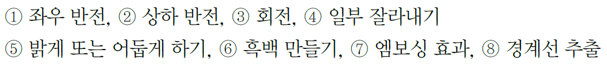 ① 좌우 반전, ② 상하 반전, ③ 회전, ④ 일부 잘라내기
⑤ 밝게 또는 어둡게 하기, ⑥ 흑백 만들기, ⑦ 엠보싱 효과, ⑧ 경계선 추출